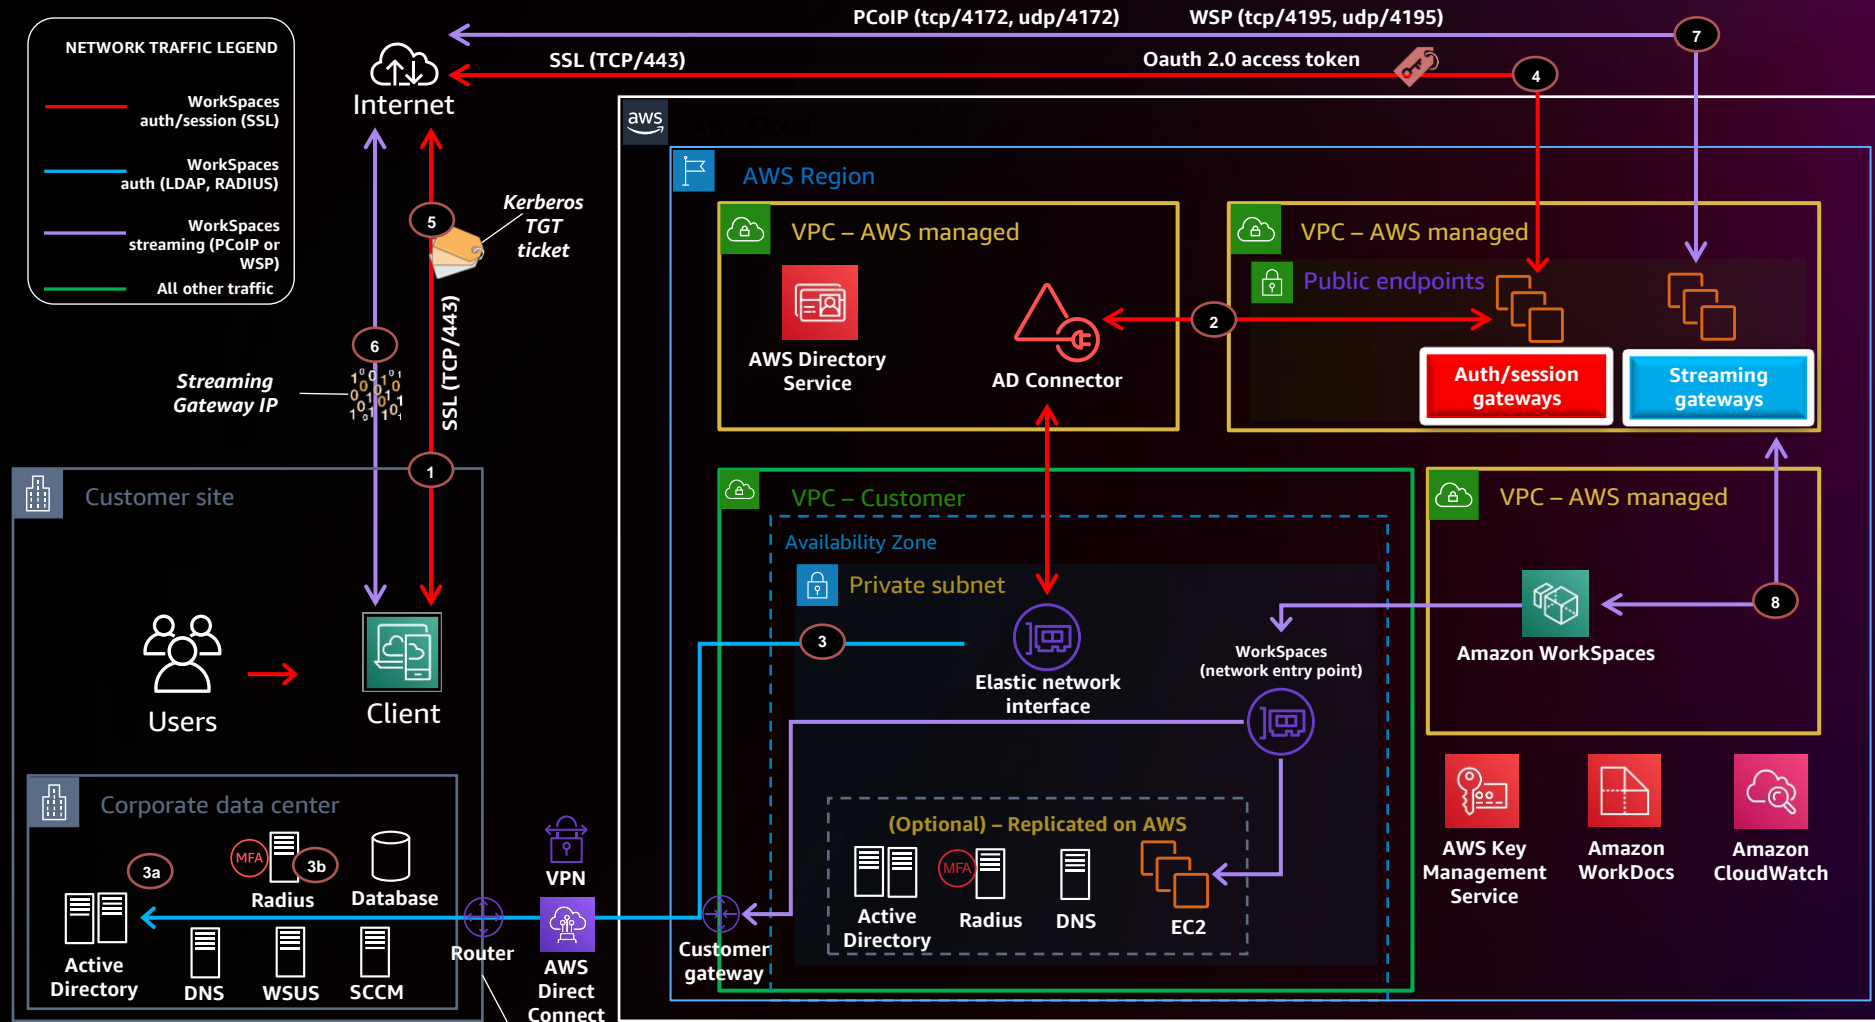 PCoIP (tcp/4172, udp/4172)
WSP (tcp/4195, udp/4195)
7
NETWORK TRAFFIC LEGEND
WorkSpaces
auth/session (SSL)
WorkSpaces
auth (LDAP, RADIUS)
WorkSpaces
streaming (PCoIP or
WSP)
All other traffic
Internet
SSL (TCP/443)
Oauth 2.0 access token
4
aws
AWS Cloud
AWS Region
5
Kerberos
TGT
ticket
SSL (TCP/443)
6
Streaming
Gateway IP
1
VPC – AWS managed
AWS Directory
Service
AD Connector
2
VPC – AWS managed
Public endpoints
Auth/session
gateways
Streaming
gateways
Customer site
Users
Client
VPC – Customer
Availability Zone
Private subnet
3
Elastic network
interface
WorkSpaces
(network entry point)
VPC – AWS managed
8
Amazon WorkSpaces
Corporate data center
3a
MFA
3b
Radius
Database
Active
Directory
DNS
WSUS
SCCM
Router
VPN
AWS
Direct
Connect
Customer
gateway
(Optional) – Replicated on AWS
Active
Directory
MFA
Radius
DNS
EC2
AWS Key
Management
Service
Amazon
WorkDocs
Amazon
CloudWatch